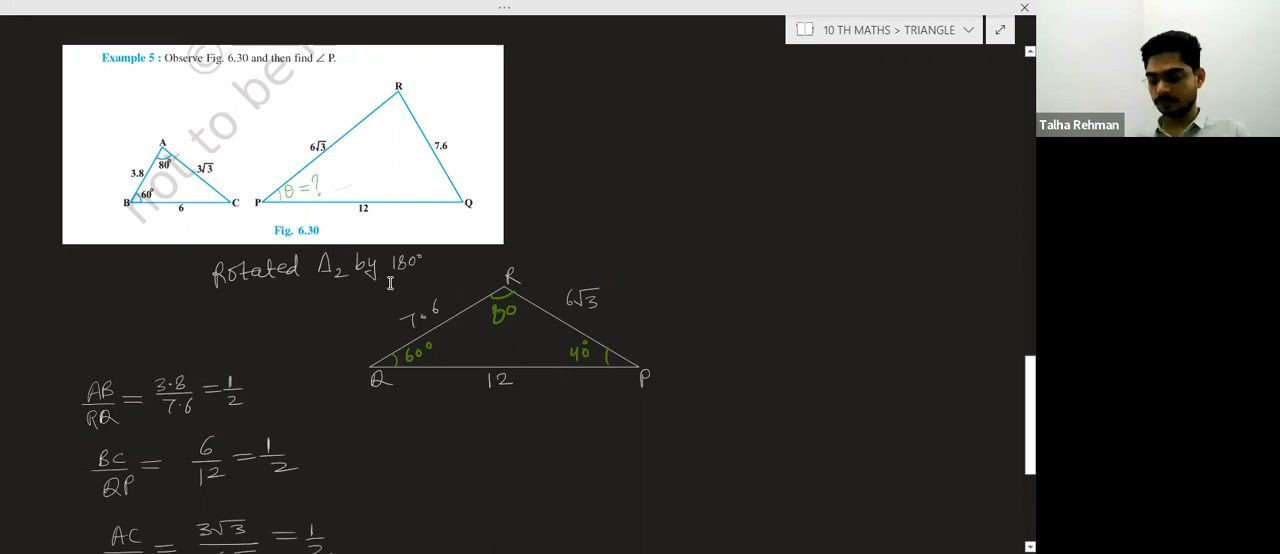 10 TH MATHS > TRIANGLE
Talha Rehman
Example 5 : Observe Fig. 6.30 and then find ∠ P.
not to be
©
A
80°
3.8
3√3
60°
B
C
6
R
6√3
7.6
θ = ?
P
Q
12
Fig. 6.30
Rotated Δ2 by 180°
R
7.6
6√3
80
60°
40°
Q
12
P
AB/RQ = 3.8/7.6 = 1/2
BC/QP = 6/12 = 1/2
AC = 3√3 = 1/2